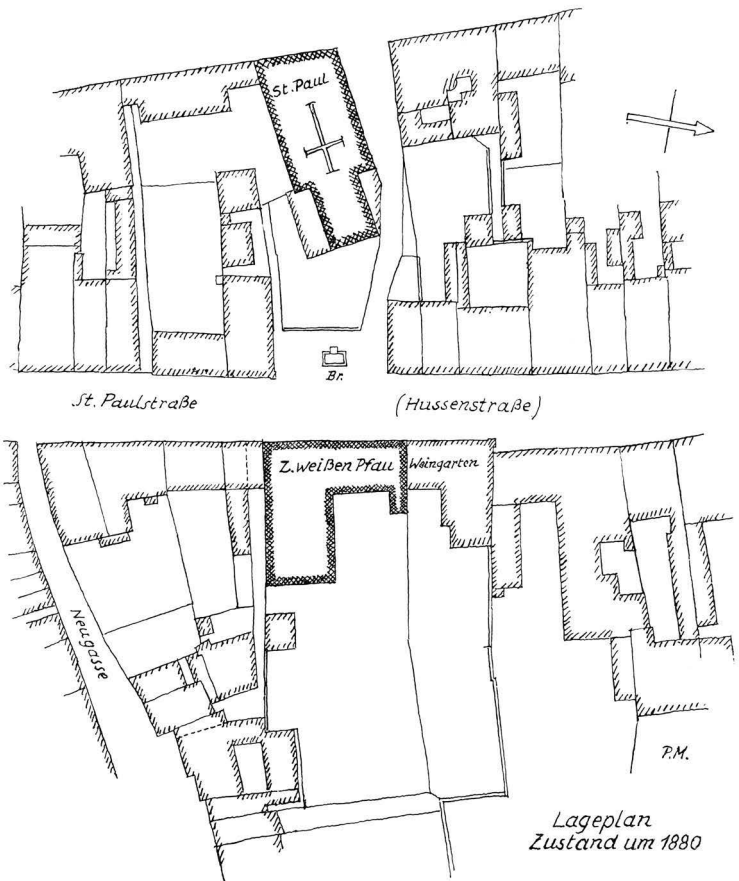 St. Paul
Br.
St. Paulstraße
(Hussenstraße)
Z. weißen Pfau
Weingarten
Neugasse
P.M.
Lageplan
Zustand um 1880